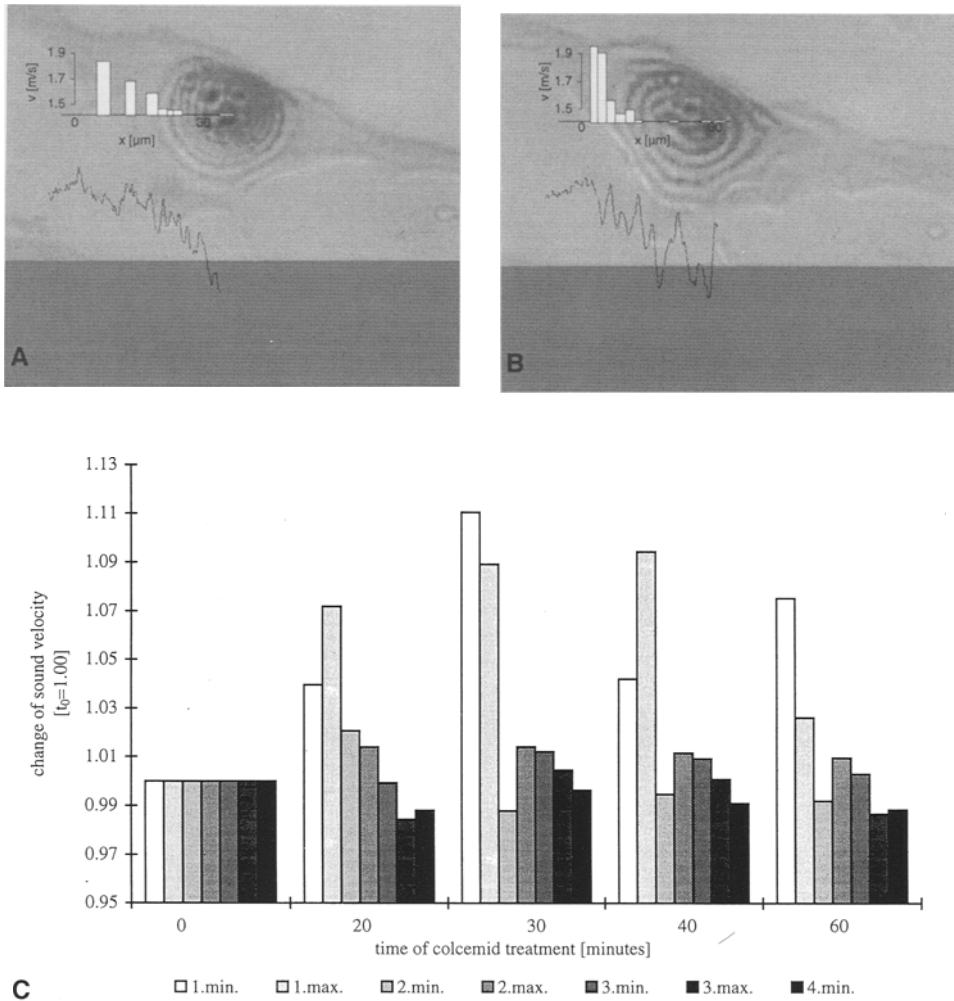 1.9
1.7
1.5
v [m/s]
0
30
x [µm]
A
1.9
1.7
1.5
v [m/s]
0
x [µm]
B
1.13
1.11
1.09
1.07
1.05
1.03
1.01
0.99
0.97
0.95
change of sound velocity
[t₀=1.00]
0 20 30 40 60
time of colcemid treatment [minutes]
C
1.min. 1.max. 2.min. 2.max. 3.min. 3.max. 4.min.